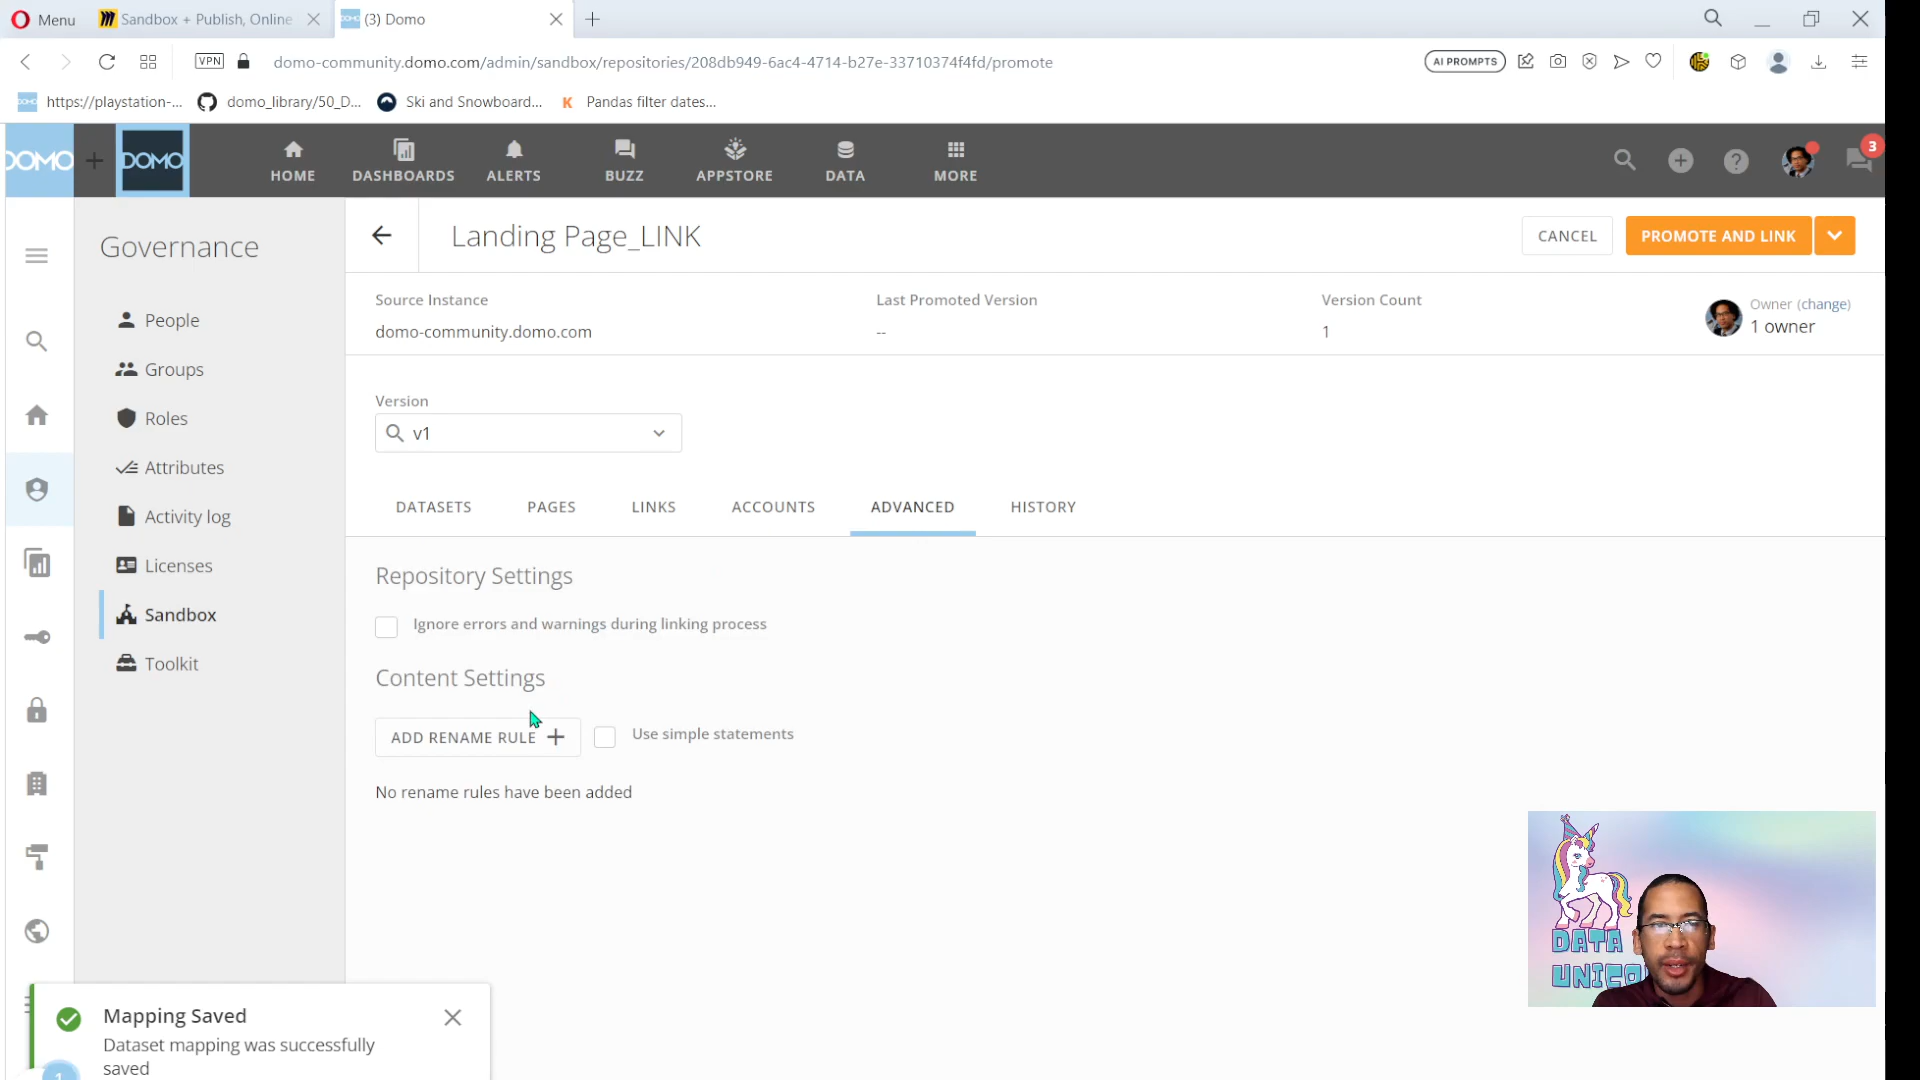 Menu
Sandbox + Publish, Online
(3) Domo
VPN
domo-community.domo.com/admin/sandbox/repositories/208db949-6ac4-4714-b27e-33710374f4fd/promote
AI PROMPTS
https://playstation-...
domo_library/50_D...
Ski and Snowboard...
K Pandas filter dates...
DOMO
DOMO
HOME
DASHBOARDS
ALERTS
BUZZ
APPSTORE
DATA
MORE
3
Governance
People
Groups
Roles
Attributes
Activity log
Licenses
Sandbox
Toolkit
Landing Page_LINK
CANCEL
PROMOTE AND LINK
Source Instance
domo-community.domo.com
Last Promoted Version
--
Version Count
1
Owner (change)
1 owner
Version
v1
DATASETS
PAGES
LINKS
ACCOUNTS
ADVANCED
HISTORY
Repository Settings
Ignore errors and warnings during linking process
Content Settings
ADD RENAME RULE +
Use simple statements
No rename rules have been added
Mapping Saved
Dataset mapping was successfully
saved
1
DATA